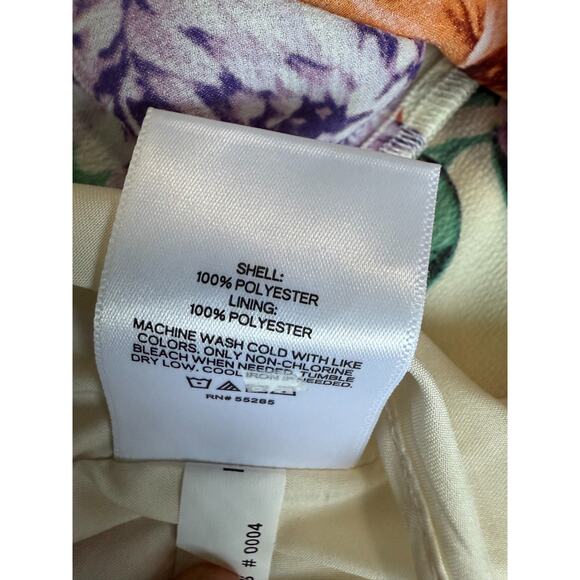 SHELL:
100% POLYESTER
LINING:
100% POLYESTER
MACHINE WASH COLD WITH LIKE
COLORS, ONLY NON-CHLORINE
BLEACH WHEN NEEDED. TUMBLE
DRY LOW. COOL IRON IF NEEDED.
RN# 55285
# 0004